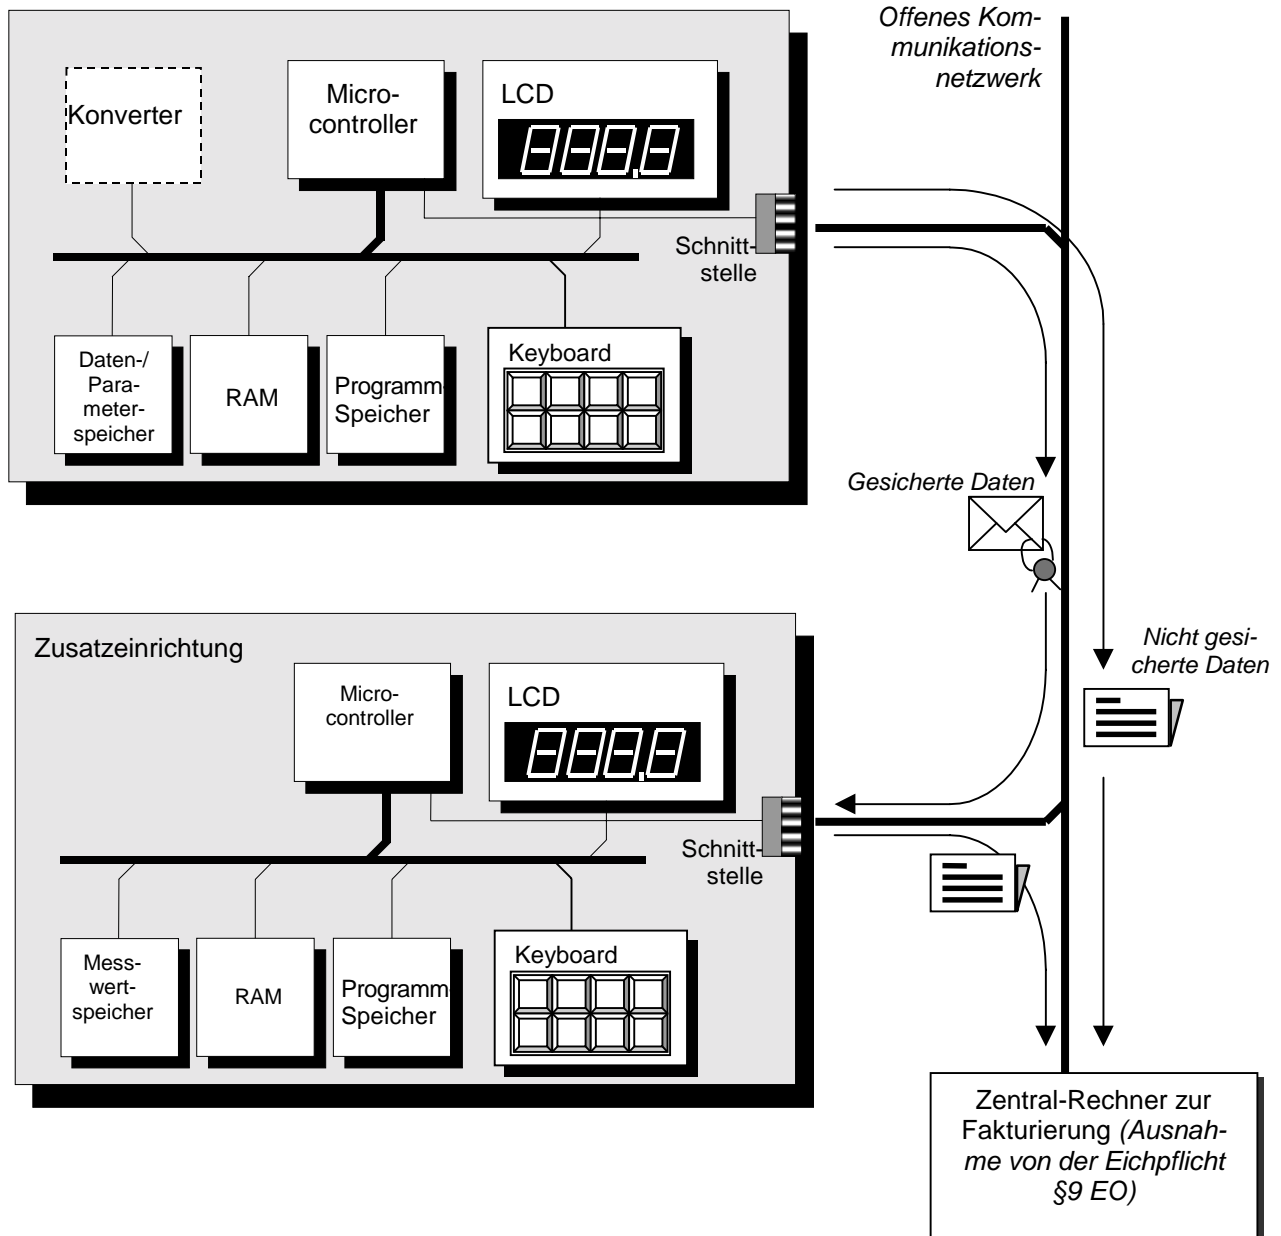 Offenes Kom-
munikations-
netzwerk
Konverter
Micro-
controller
LCD
Schnitt-
stelle
Daten-/
Para-
meter-
speicher
RAM
Programm-
Speicher
Keyboard
Gesicherte Daten
Nicht gesi-
cherte Daten
Zusatzeinrichtung
Micro-
controller
LCD
Schnitt-
stelle
Mess-
wert-
speicher
RAM
Programm-
Speicher
Keyboard
Zentral-Rechner zur
Fakturierung (Ausnah-
me von der Eichpflicht
§9 EO)